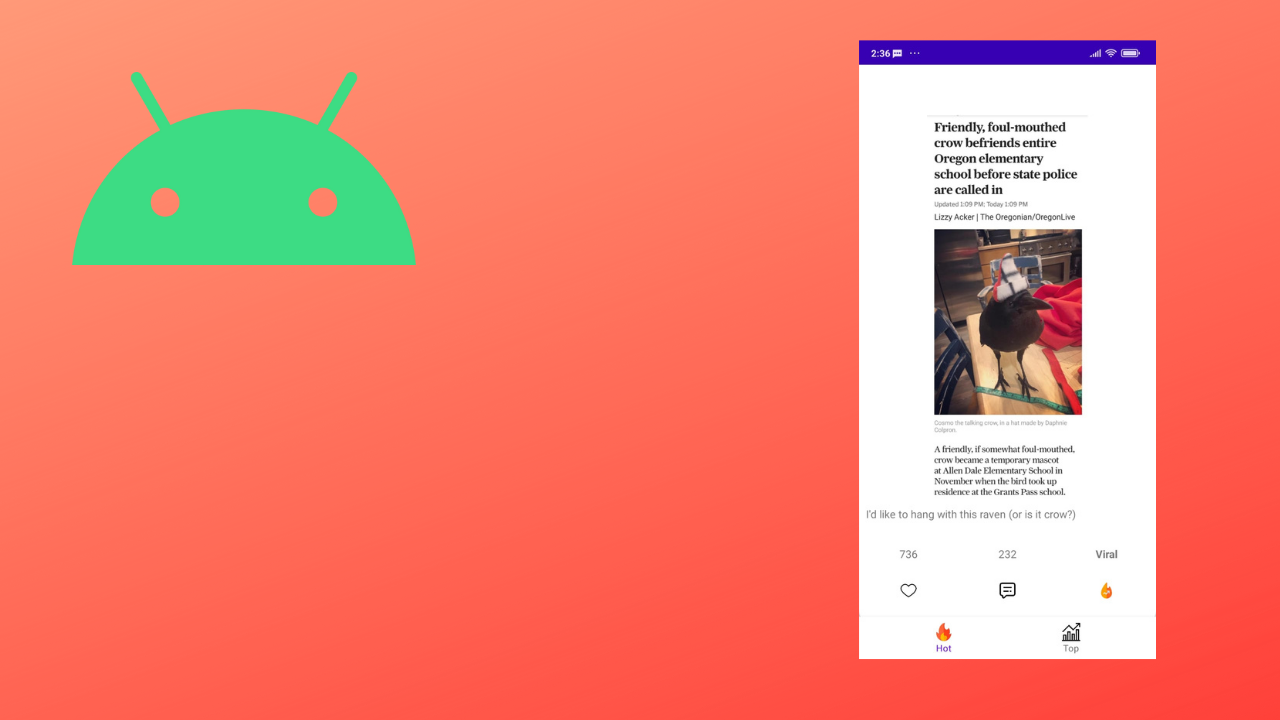 2:36
Friendly, foul-mouthed
crow befriends entire
Oregon elementary
school before state police
are called in
Updated 1:09 PM; Today 1:09 PM
Lizzy Acker | The Oregonian/OregonLive
Cosmo the talking crow, in a hat made by Daphnie
Colpron.
A friendly, if somewhat foul-mouthed,
crow became a temporary mascot
at Allen Dale Elementary School in
November when the bird took up
residence at the Grants Pass school.
I'd like to hang with this raven (or is it crow?)
736 232 Viral
Hot Top